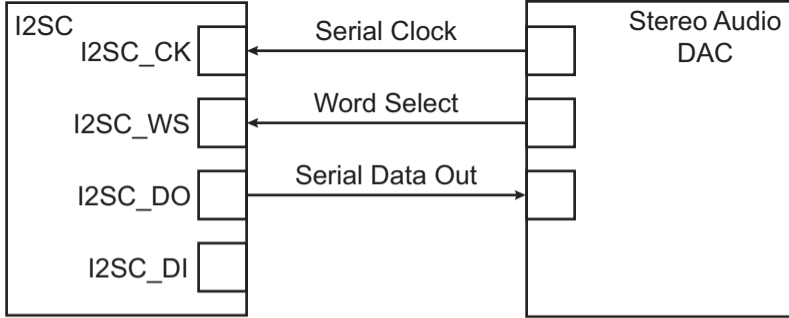 I2SC
I2SC_CK
Serial Clock
Stereo Audio
DAC
I2SC_WS
Word Select
I2SC_DO
Serial Data Out
I2SC_DI